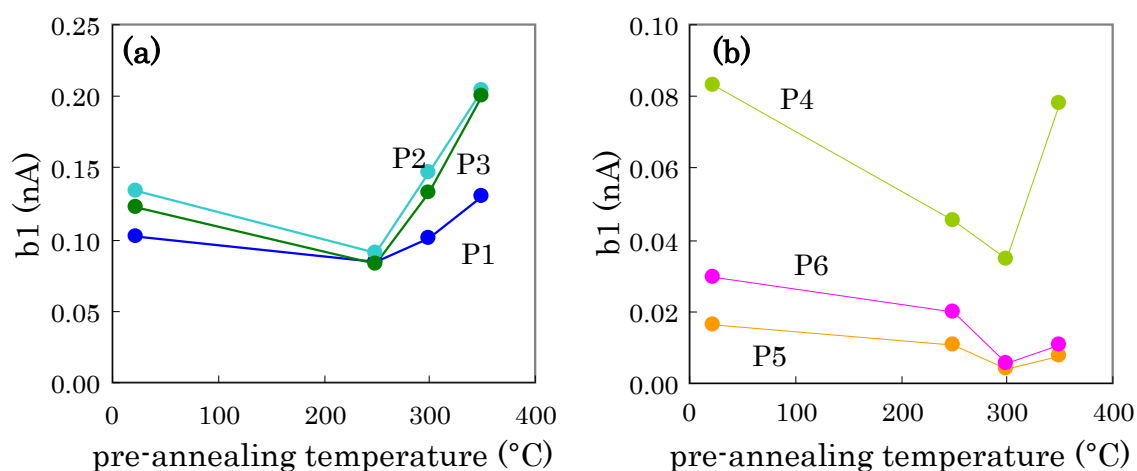 (a)
0.25
0.20
0.15
0.10
0.05
0.00
b1 (nA)
P2
P3
P1
0
100
200
300
400
pre-annealing temperature (°C)
(b)
0.10
0.08
0.06
0.04
0.02
0.00
b1 (nA)
P4
P6
P5
0
100
200
300
400
pre-annealing temperature (°C)